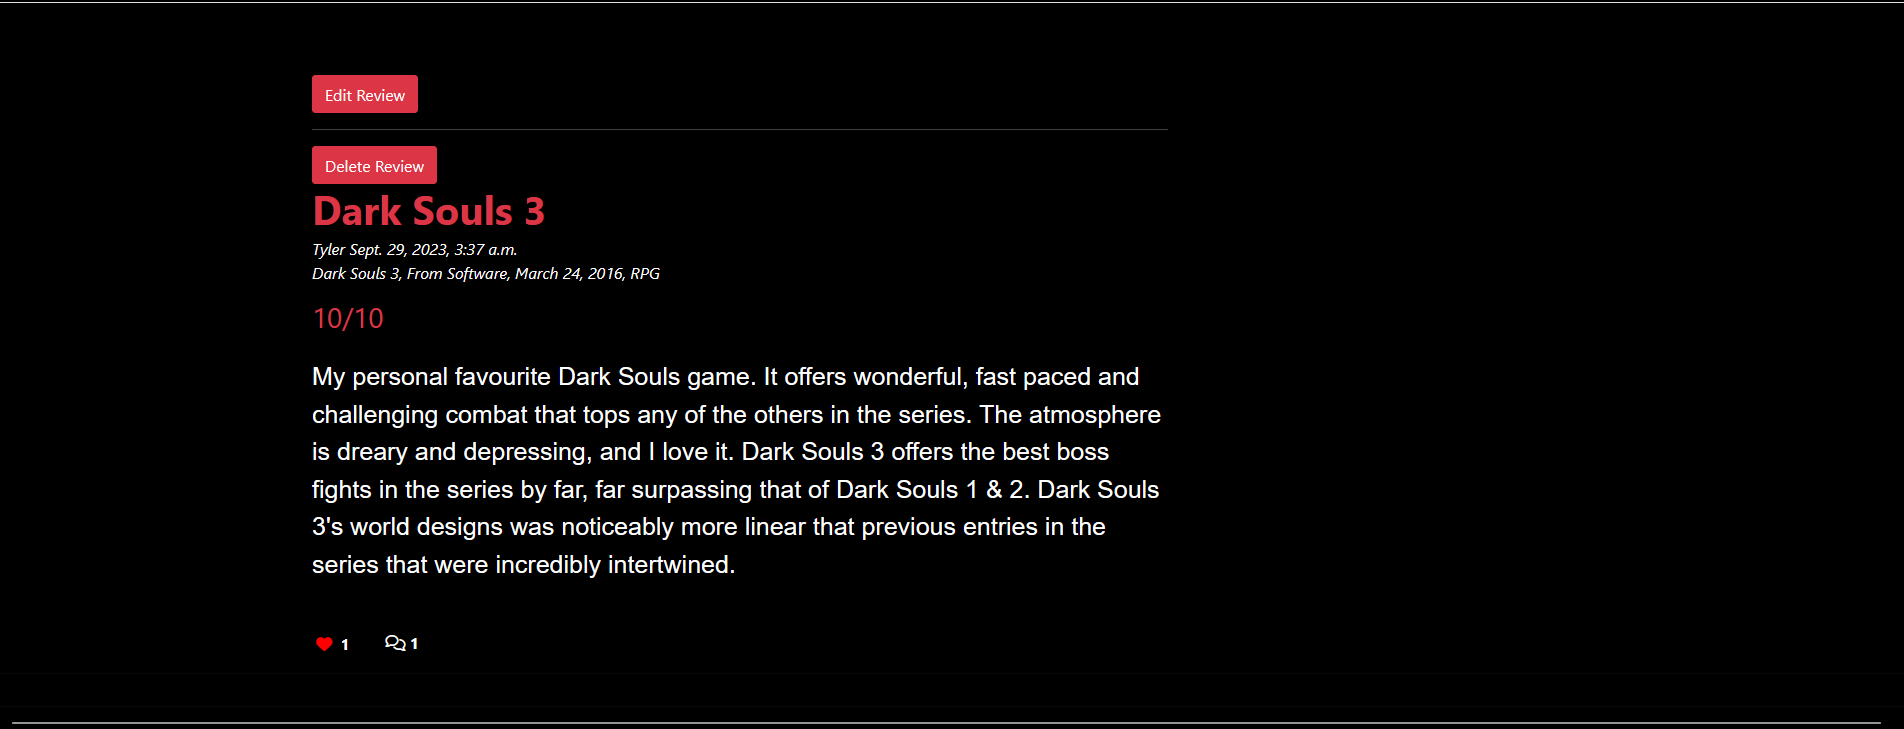 Edit Review
Delete Review
Dark Souls 3
Tyler Sept. 29, 2023, 3:37 a.m.
Dark Souls 3, From Software, March 24, 2016, RPG
10/10
My personal favourite Dark Souls game. It offers wonderful, fast paced and
challenging combat that tops any of the others in the series. The atmosphere
is dreary and depressing, and I love it. Dark Souls 3 offers the best boss
fights in the series by far, far surpassing that of Dark Souls 1 & 2. Dark Souls
3's world designs was noticeably more linear that previous entries in the
series that were incredibly intertwined.
1 1